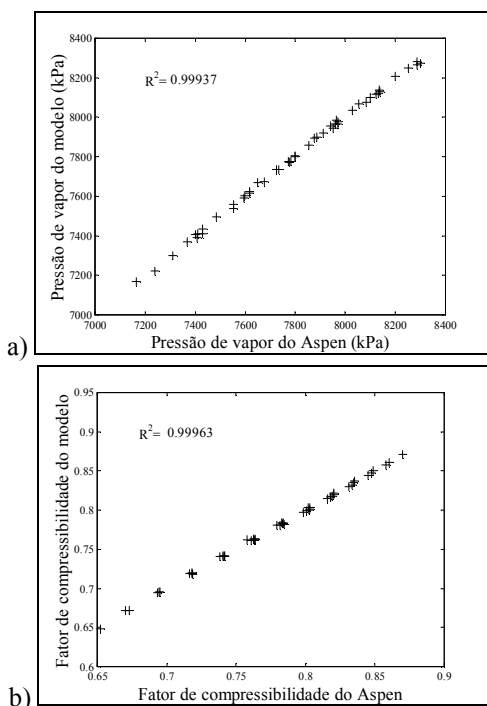 8400
8200
8000
7800
7600
7400
7200
7000
Pressão de vapor do modelo (kPa)
R²= 0.99937
7000 7200 7400 7600 7800 8000 8200 8400
Pressão de vapor do Aspen (kPa)
a)
0.95
0.9
0.85
0.8
0.75
0.7
0.65
0.6
Fator de compressibilidade do modelo
R²= 0.99963
0.65 0.7 0.75 0.8 0.85 0.9
Fator de compressibilidade do Aspen
b)